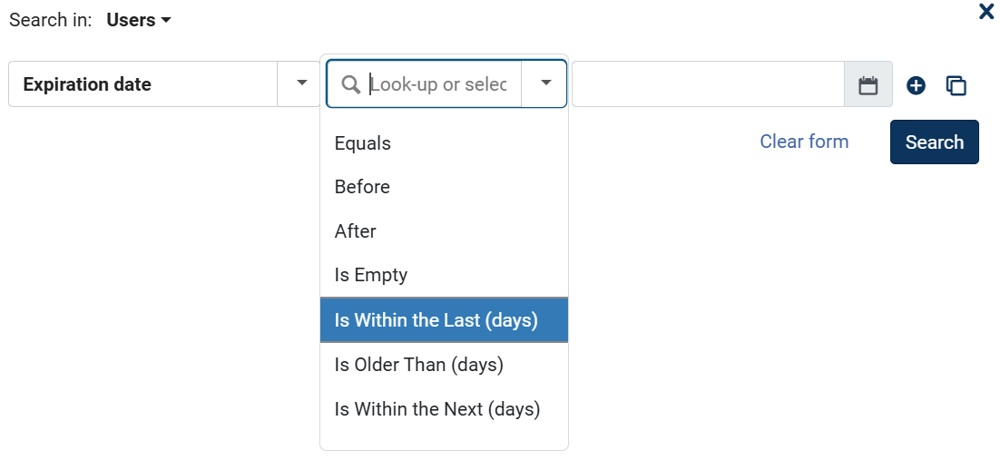 Search in: Users
Expiration date Look-up or selec
Clear form Search
Equals
Before
After
Is Empty
Is Within the Last (days)
Is Older Than (days)
Is Within the Next (days)